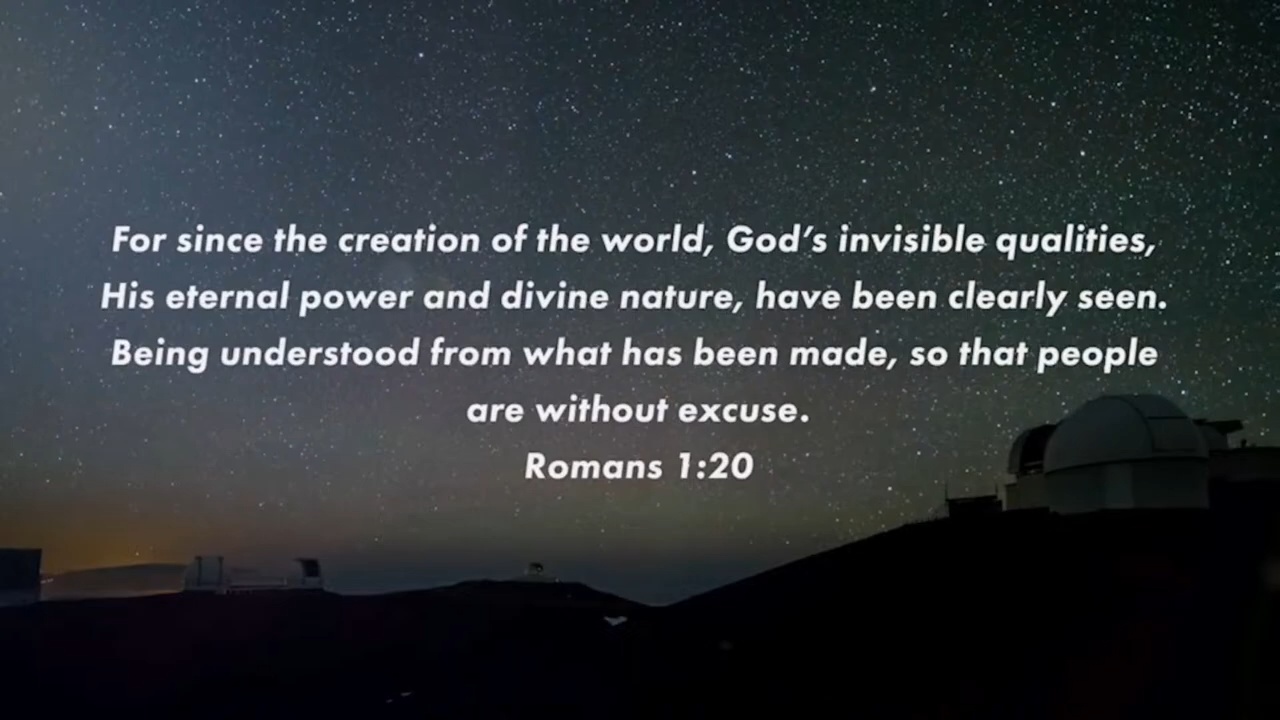 For since the creation of the world, God’s invisible qualities,
His eternal power and divine nature, have been clearly seen.
Being understood from what has been made, so that people
are without excuse.
Romans 1:20